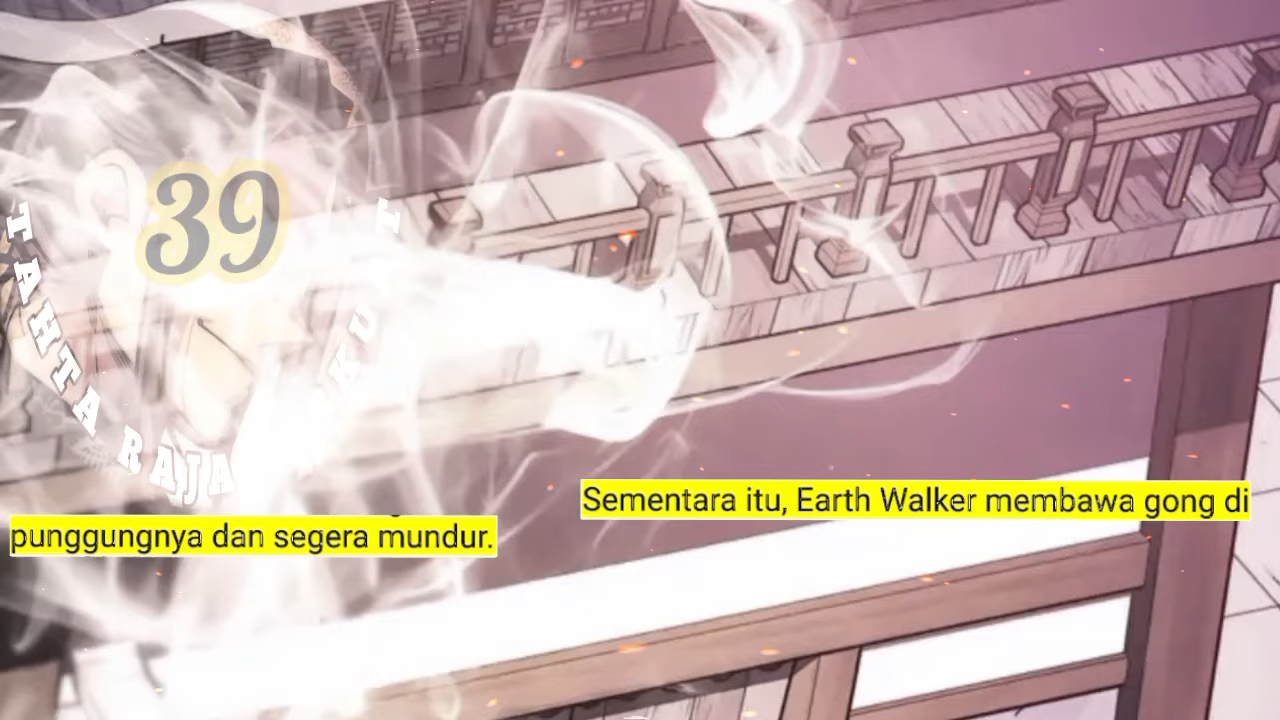 39
TAHTA RAJA
Sementara itu, Earth Walker membawa gong di
punggungnya dan segera mundur.